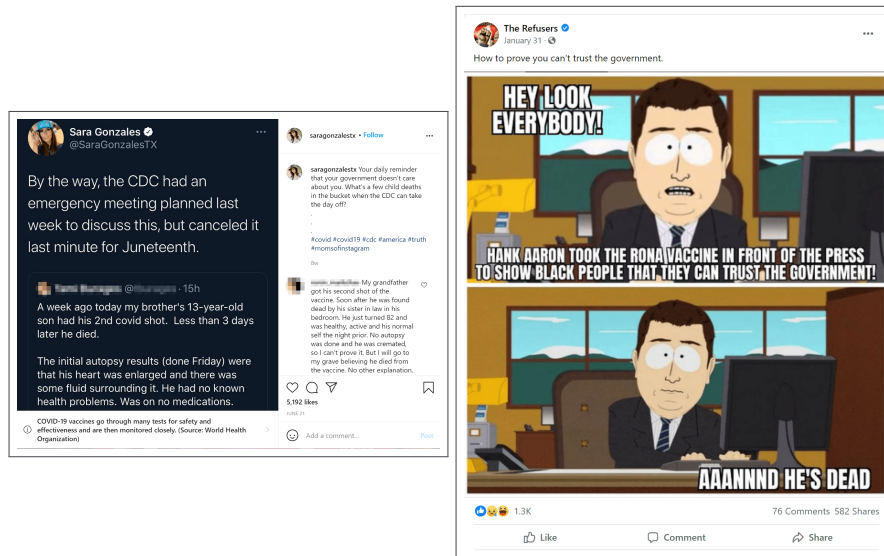 Sara Gonzales
@SaraGonzalesTX
By the way, the CDC had an
emergency meeting planned last
week to discuss this, but canceled it
last minute for Juneteenth.
· 15h
A week ago today my brother's 13-year-old
son had his 2nd covid shot. Less than 3 days
later he died.
The initial autopsy results (done Friday) were
that his heart was enlarged and there was
some fluid surrounding it. He had no known
health problems. Was on no medications.
COVID-19 vaccines go through many tests for safety and
effectiveness and are then monitored closely. (Source: World Health
Organization)
saragonzalestx • Follow
saragonzalestx Your daily reminder
that your government doesn't care
about you. What's a few child deaths
in the bucket when the CDC can take
the day off?
.
.
.
#covid #covid19 #cdc #america #truth
#momsofinstagram
8w
My grandfather
got his second shot of the
vaccine. Soon after he was found
dead by his sister in law in his
bedroom. He just turned 82 and
was healthy, active and his normal
self the night prior. No autopsy
was done and he was cremated,
so I can't prove it. But I will go to
my grave believing he died from
the vaccine. No other explanation.
5,192 likes
JUNE 21
Add a comment...
Post
The Refusers
January 31 ·
How to prove you can't trust the government.
HEY LOOK
EVERYBODY!
HANK AARON TOOK THE RONA VACCINE IN FRONT OF THE PRESS
TO SHOW BLACK PEOPLE THAT THEY CAN TRUST THE GOVERNMENT!
AAANNND HE'S DEAD
1.3K
76 Comments 582 Shares
Like
Comment
Share